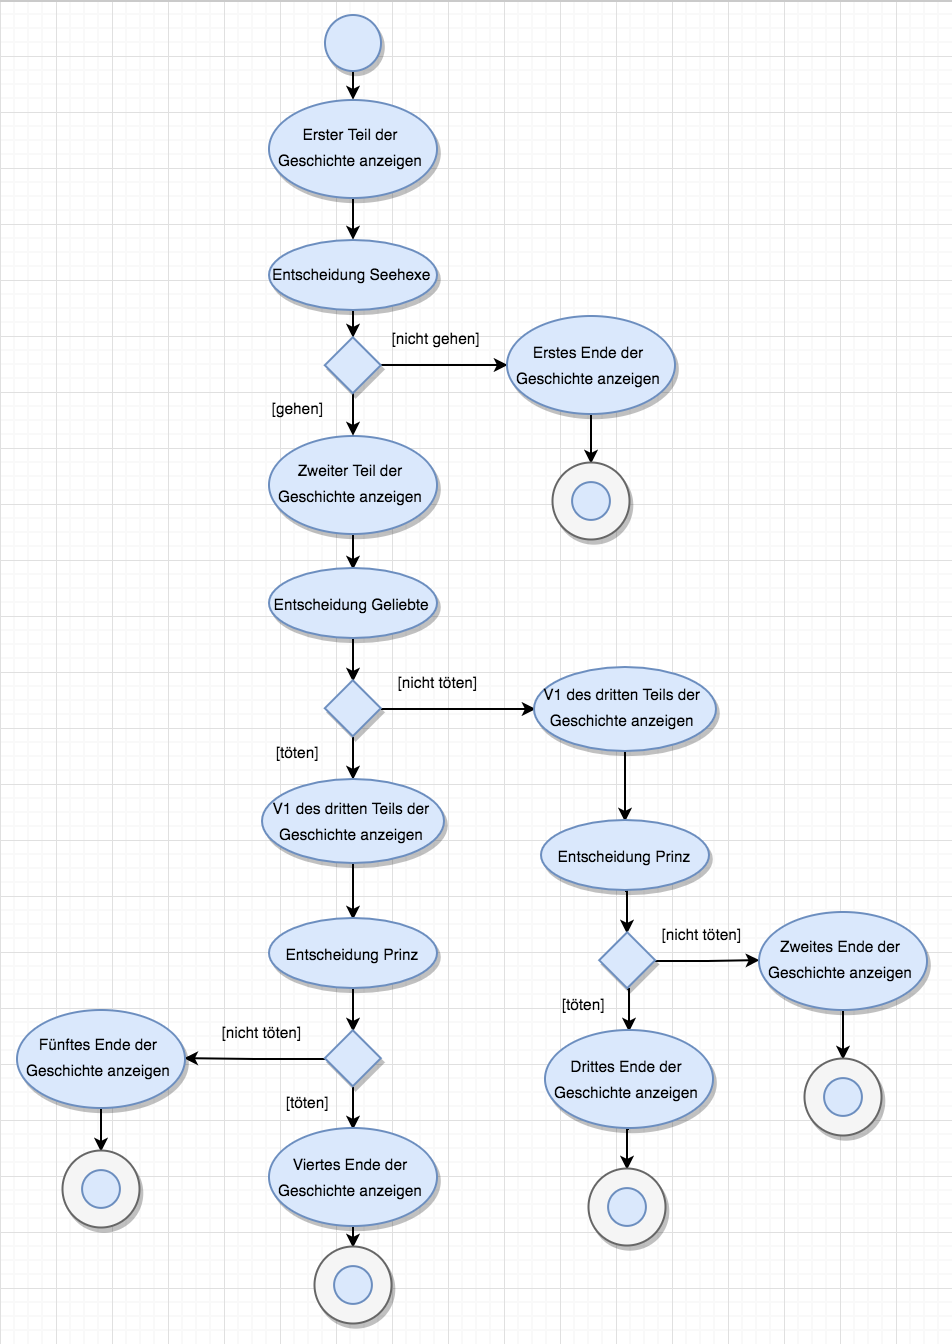 Erster Teil der
Geschichte anzeigen
Entscheidung Seehexe
[nicht gehen]
Erstes Ende der
Geschichte anzeigen
[gehen]
Zweiter Teil der
Geschichte anzeigen
Entscheidung Geliebte
[nicht töten]
V1 des dritten Teils der
Geschichte anzeigen
[töten]
V1 des dritten Teils der
Geschichte anzeigen
Entscheidung Prinz
[nicht töten]
Zweites Ende der
Geschichte anzeigen
Entscheidung Prinz
[töten]
Drittes Ende der
Geschichte anzeigen
[nicht töten]
Fünftes Ende der
Geschichte anzeigen
[töten]
Viertes Ende der
Geschichte anzeigen